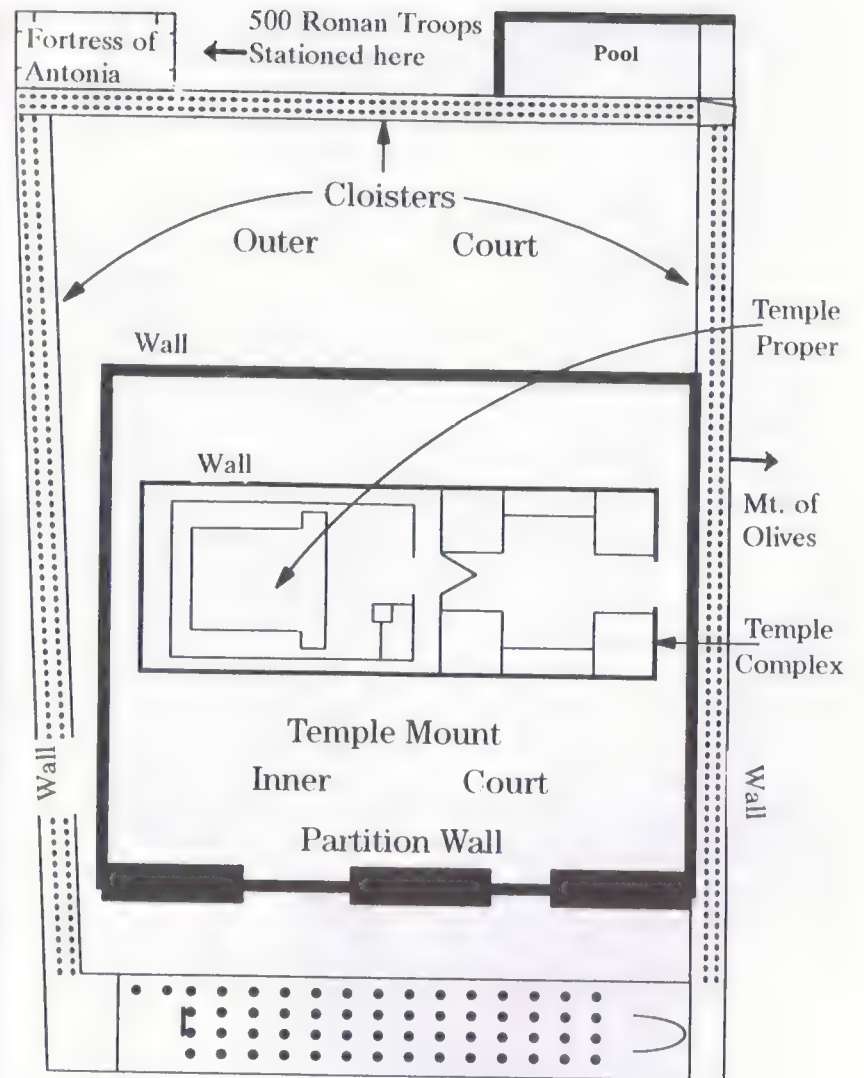 Fortress of
Antonia
500 Roman Troops
Stationed here
Pool
Cloisters
Outer Court
Temple
Proper
Wall
Wall
Mt. of
Olives
Temple
Complex
Temple Mount
Inner Court
Wall
Wall
Partition Wall